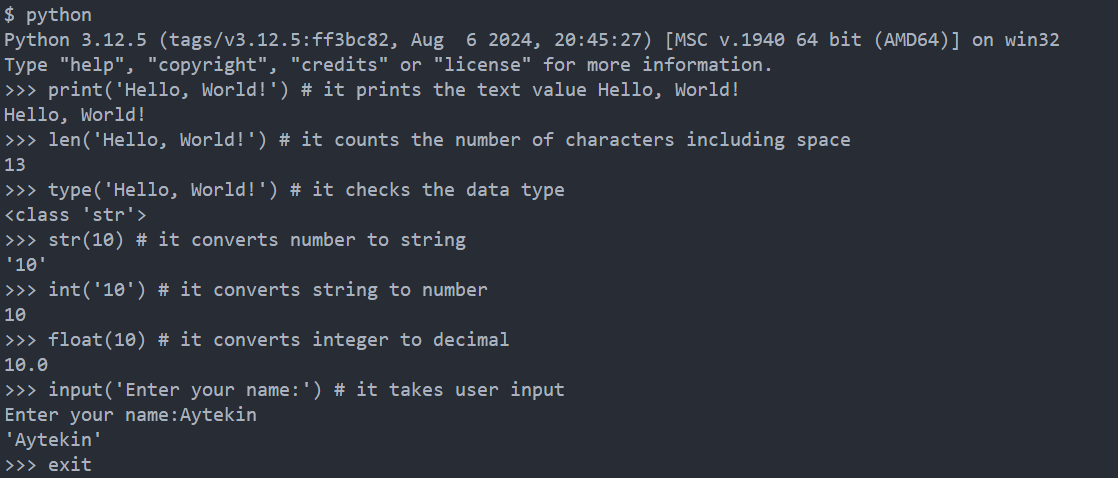 $ python
Python 3.12.5 (tags/v3.12.5:ff3bc82, Aug  6 2024, 20:45:27) [MSC v.1940 64 bit (AMD64)] on win32
Type "help", "copyright", "credits" or "license" for more information.
>>> print('Hello, World!') # it prints the text value Hello, World!
Hello, World!
>>> len('Hello, World!') # it counts the number of characters including space
13
>>> type('Hello, World!') # it checks the data type
<class 'str'>
>>> str(10) # it converts number to string
'10'
>>> int('10') # it converts string to number
10
>>> float(10) # it converts integer to decimal
10.0
>>> input('Enter your name:') # it takes user input
Enter your name:Aytekin
'Aytekin'
>>> exit